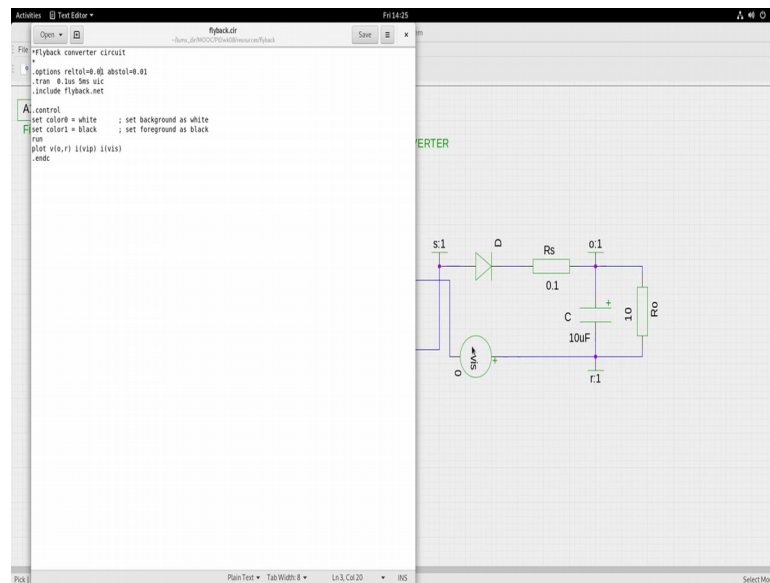 Activities Text Editor Fri 14:25
Open flyback.cir Save
File
*Flyback converter circuit
*
.options reltol=0.01 abstol=0.01
.tran 0.1us 5ms uic
.include flyback.net
.control
set color0 = white ; set background as white
set color1 = black ; set foreground as black
run
plot v(o,r) i(vip) i(vis)
.endc
ERTER
s:1
D
Rs
0.1
o:1
C
10uF
10
Ro
vis
0
r:1
Plain Text Tab Width: 8 Ln 3, Col 20 INS
Pick